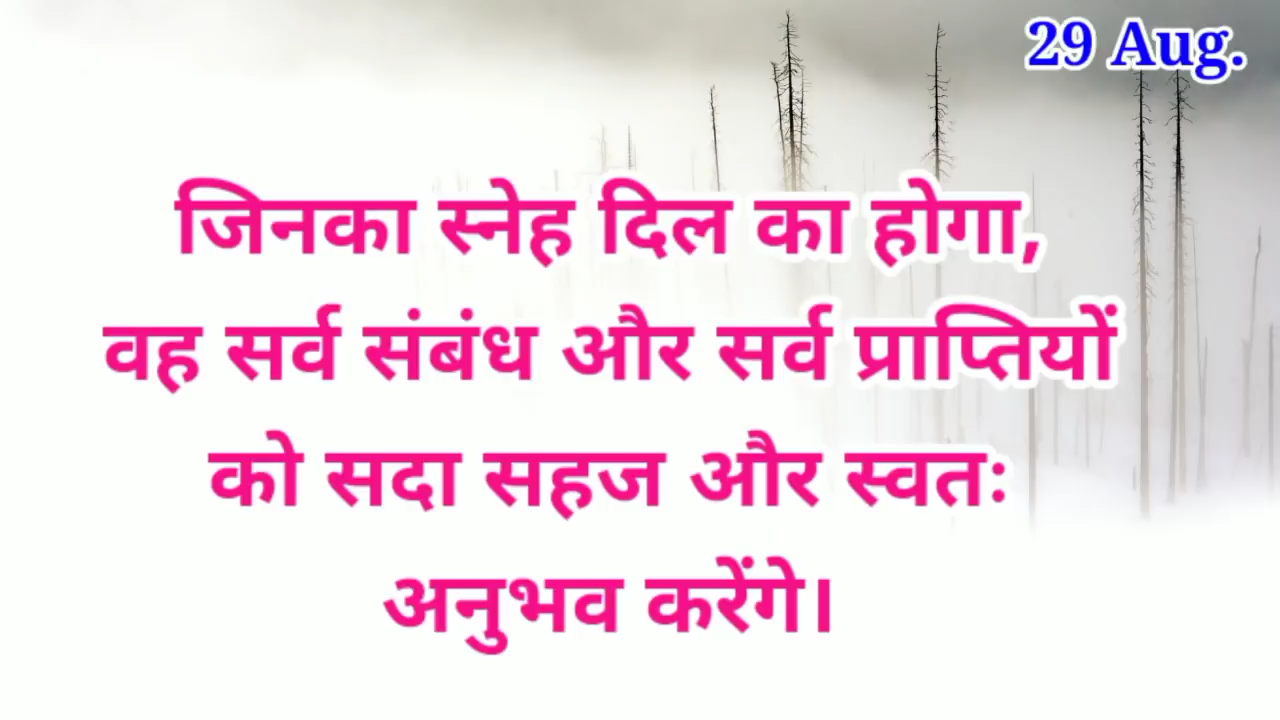 29 Aug.
जिनका स्नेह दिल का होगा,
वह सर्व संबंध और सर्व प्राप्तियों
को सदा सहज और स्वतः
अनुभव करेंगे।